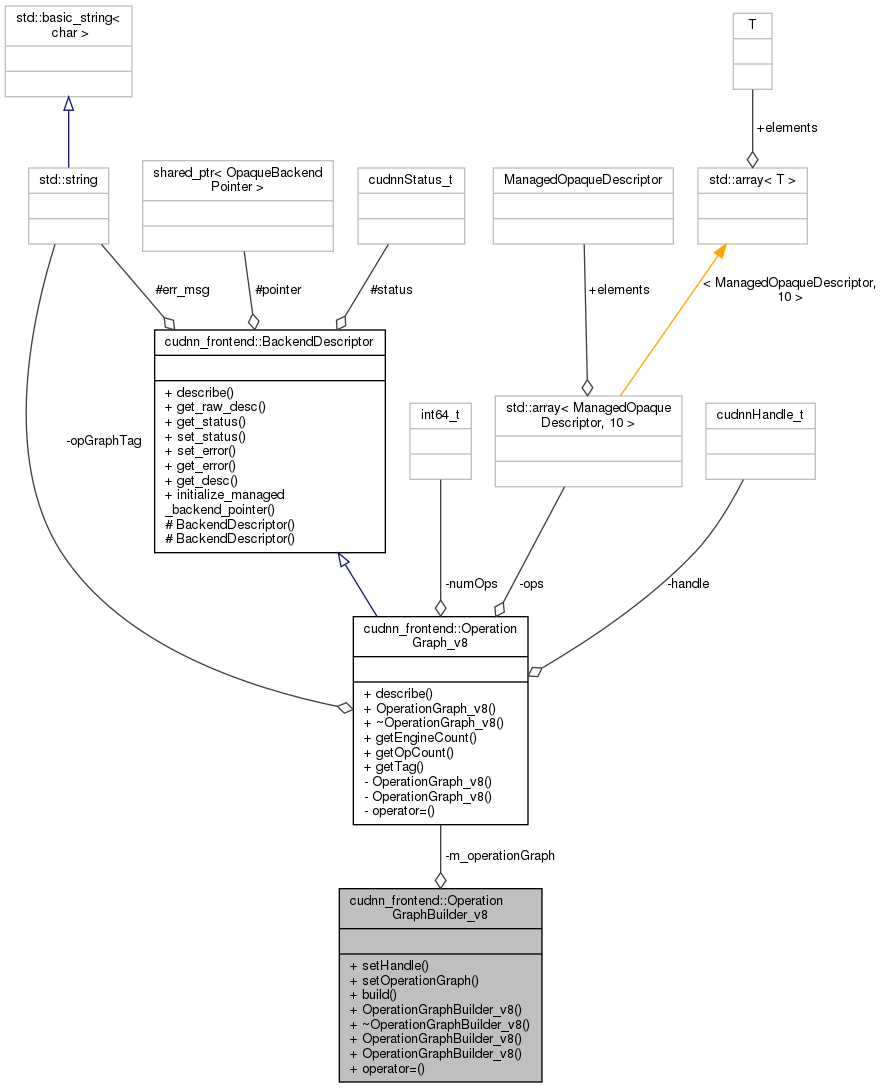 std::basic_string<
char >
T
+elements
std::string
shared_ptr< OpaqueBackend
Pointer >
cudnnStatus_t
ManagedOpaqueDescriptor
std::array< T >
#err_msg
#pointer
#status
+elements
< ManagedOpaqueDescriptor,
10 >
cudnn_frontend::BackendDescriptor
+ describe()
+ get_raw_desc()
+ get_status()
+ set_status()
+ set_error()
+ get_error()
+ get_desc()
+ initialize_managed
_backend_pointer()
# BackendDescriptor()
# BackendDescriptor()
-opGraphTag
int64_t
std::array< ManagedOpaque
Descriptor, 10 >
cudnnHandle_t
-numOps
-ops
-handle
cudnn_frontend::Operation
Graph_v8
+ describe()
+ OperationGraph_v8()
+ ~OperationGraph_v8()
+ getEngineCount()
+ getOpCount()
+ getTag()
- OperationGraph_v8()
- OperationGraph_v8()
- operator=()
-m_operationGraph
cudnn_frontend::Operation
GraphBuilder_v8
+ setHandle()
+ setOperationGraph()
+ build()
+ OperationGraphBuilder_v8()
+ ~OperationGraphBuilder_v8()
+ OperationGraphBuilder_v8()
+ OperationGraphBuilder_v8()
+ operator=()